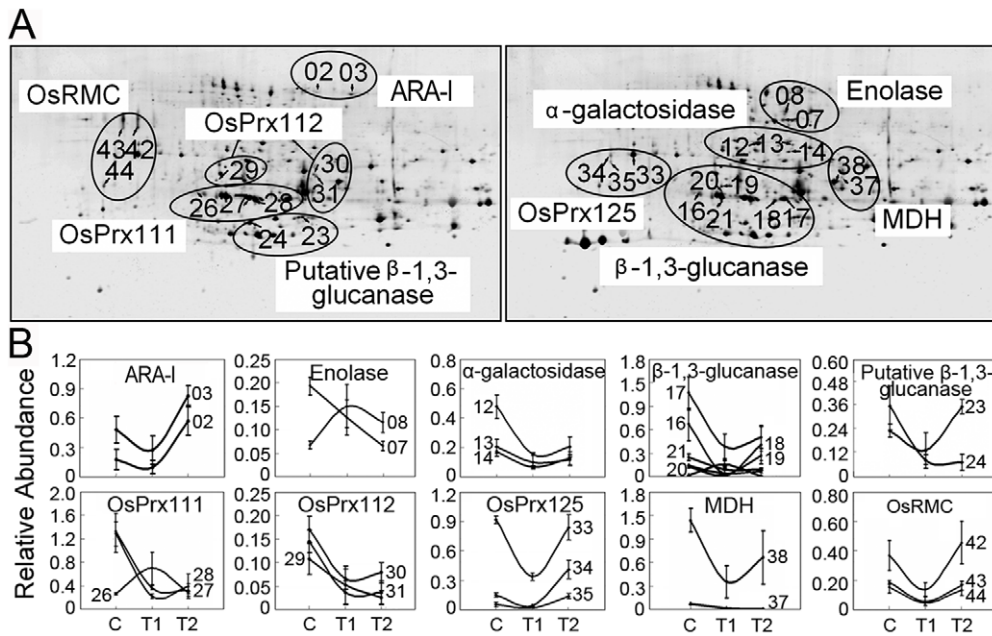 A
OsRMC
02 03
ARA-I
OsPrx112
43 42
44
29
30
31
26 27 28
OsPrx111
24 23
Putative β-1,3-
glucanase
08
07
Enolase
α-galactosidase
12 13 14
34 35 33
38
37
20 19
16 21 18 17
OsPrx125
MDH
β-1,3-glucanase
B
Relative Abundance
ARA-I
1.2
0.9
0.6
0.3
0
03
02
Enolase
0.25
0.20
0.15
0.10
0.05
0
08
07
α-galactosidase
0.8
0.6
0.4
0.2
0
12
13
14
β-1,3-glucanase
1.8
1.5
1.2
0.9
0.6
0.3
0
17
16
21
20
18
19
Putative β-1,3-
glucanase
0.60
0.48
0.36
0.24
0.12
0
23
24
OsPrx111
2.0
1.6
1.2
0.8
0.4
0
26
28
27
C T1 T2
OsPrx112
0.25
0.20
0.15
0.10
0.05
0
29
30
31
C T1 T2
OsPrx125
1.2
0.9
0.6
0.3
0
33
34
35
C T1 T2
MDH
1.8
1.5
1.2
0.9
0.6
0.3
0
38
37
C T1 T2
OsRMC
0.80
0.60
0.40
0.20
0
42
43
44
C T1 T2